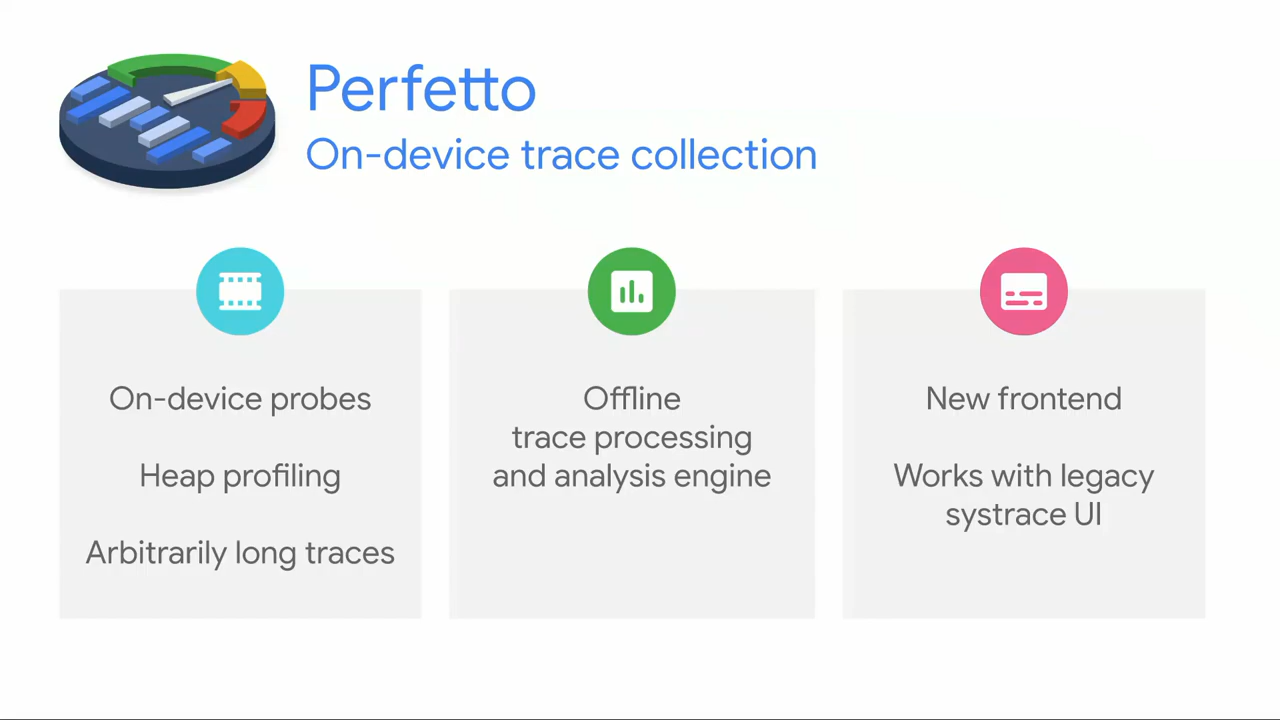 Perfetto
On-device trace collection
On-device probes
Heap profiling
Arbitrarily long traces
Offline
trace processing
and analysis engine
New frontend
Works with legacy
systrace UI